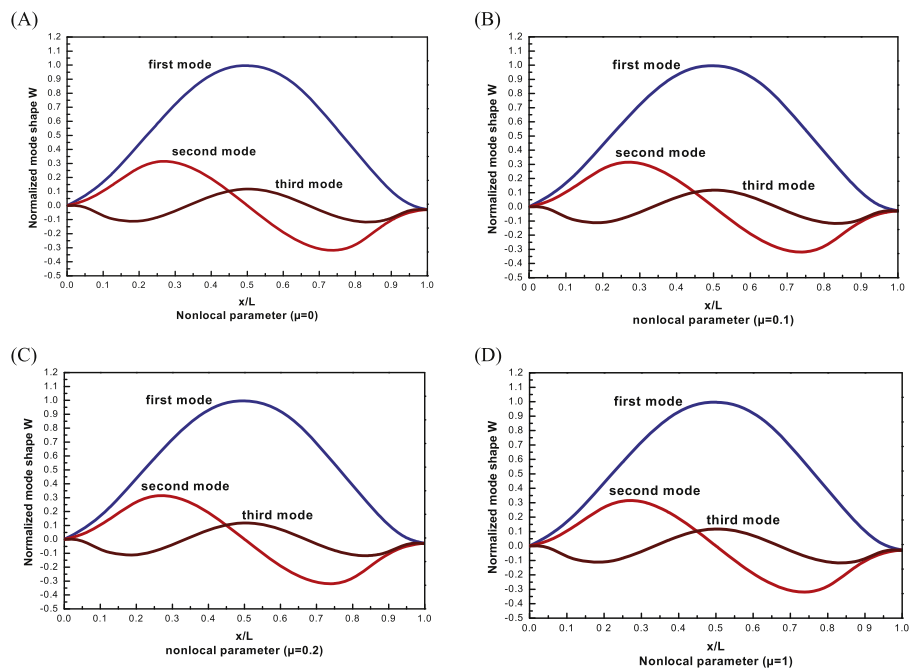 (A)
1.2
1.1
1.0
0.9
0.8
0.7
0.6
0.5
0.4
0.3
0.2
0.1
0.0
-0.1
-0.2
-0.3
-0.4
-0.5
5
Normalized mode shape W
first mode
second mode
third mode
0.0 0.1 0.2 0.3 0.4 0.5 0.6 0.7 0.8 0.9 1.0
x/L
Nonlocal parameter (μ=0)
(B)
1.2
1.1
1.0
0.9
0.8
0.7
0.6
0.5
0.4
0.3
0.2
0.1
0.0
-0.1
-0.2
-0.3
-0.4
-0.5
Normalized mode shape W
first mode
second mode
third mode
0.0 0.1 0.2 0.3 0.4 0.5 0.6 0.7 0.8 0.9 1.0
x/L
nonlocal parameter (μ=0.1)
(C)
1.2
1.1
1.0
0.9
0.8
0.7
0.6
0.5
0.4
0.3
0.2
0.1
0.0
-0.1
-0.2
-0.3
-0.4
-0.5
Normalized mode shape W
first mode
second mode
third mode
0.0 0.1 0.2 0.3 0.4 0.5 0.6 0.7 0.8 0.9 1.0
x/L
nonlocal parameter (μ=0.2)
(D)
1.2
1.1
1.0
0.9
0.8
0.7
0.6
0.5
0.4
0.3
0.2
0.1
0.0
-0.1
-0.2
-0.3
-0.4
-0.5
Normalized mode shape W
first mode
second mode
third mode
0.0 0.1 0.2 0.3 0.4 0.5 0.6 0.7 0.8 0.9 1.0
x/L
Nonlocal parameter (μ=1)